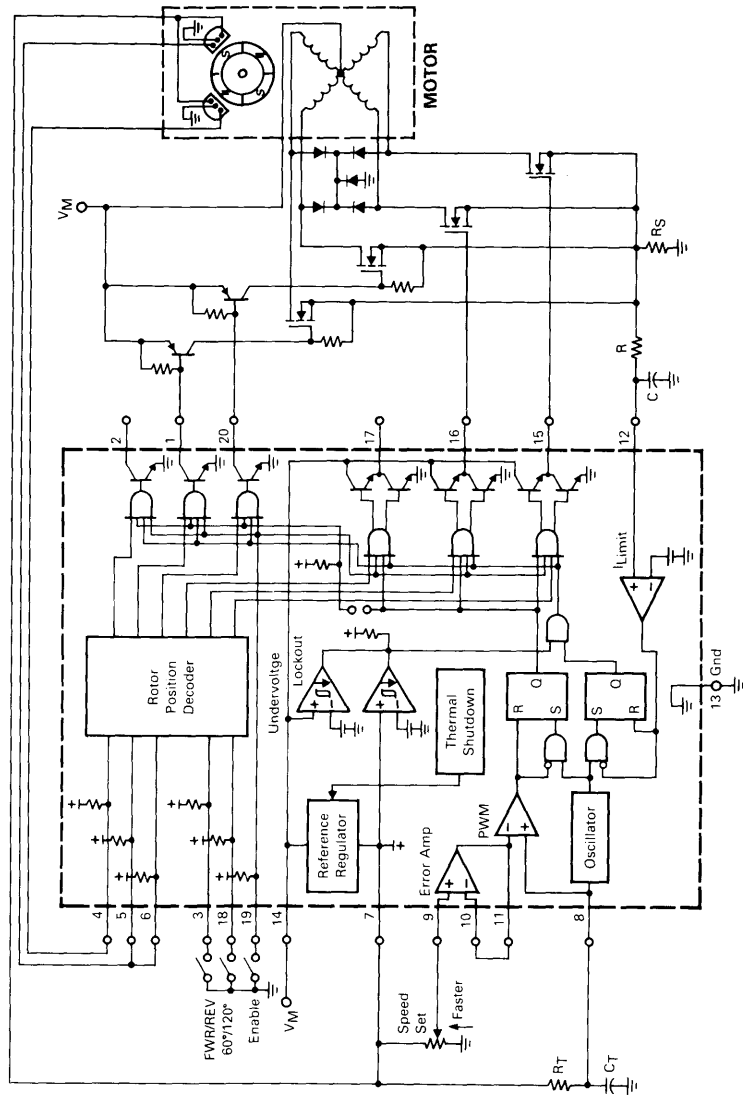 VM
MOTOR
S
N
N
S
4
5
6
3
18
19
14
7
9
10
11
8
2
1
20
17
16
15
12
FWR/REV
60°/120°
Enable
VM
Speed
Set
Faster
RT
CT
Rotor
Position
Decoder
Undervoltge
Lockout
Reference
Regulator
Thermal
Shutdown
Error Amp
PWM
Oscillator
R
Q
S
S
Q
R
ILimit
13
Gnd
R
C
RS